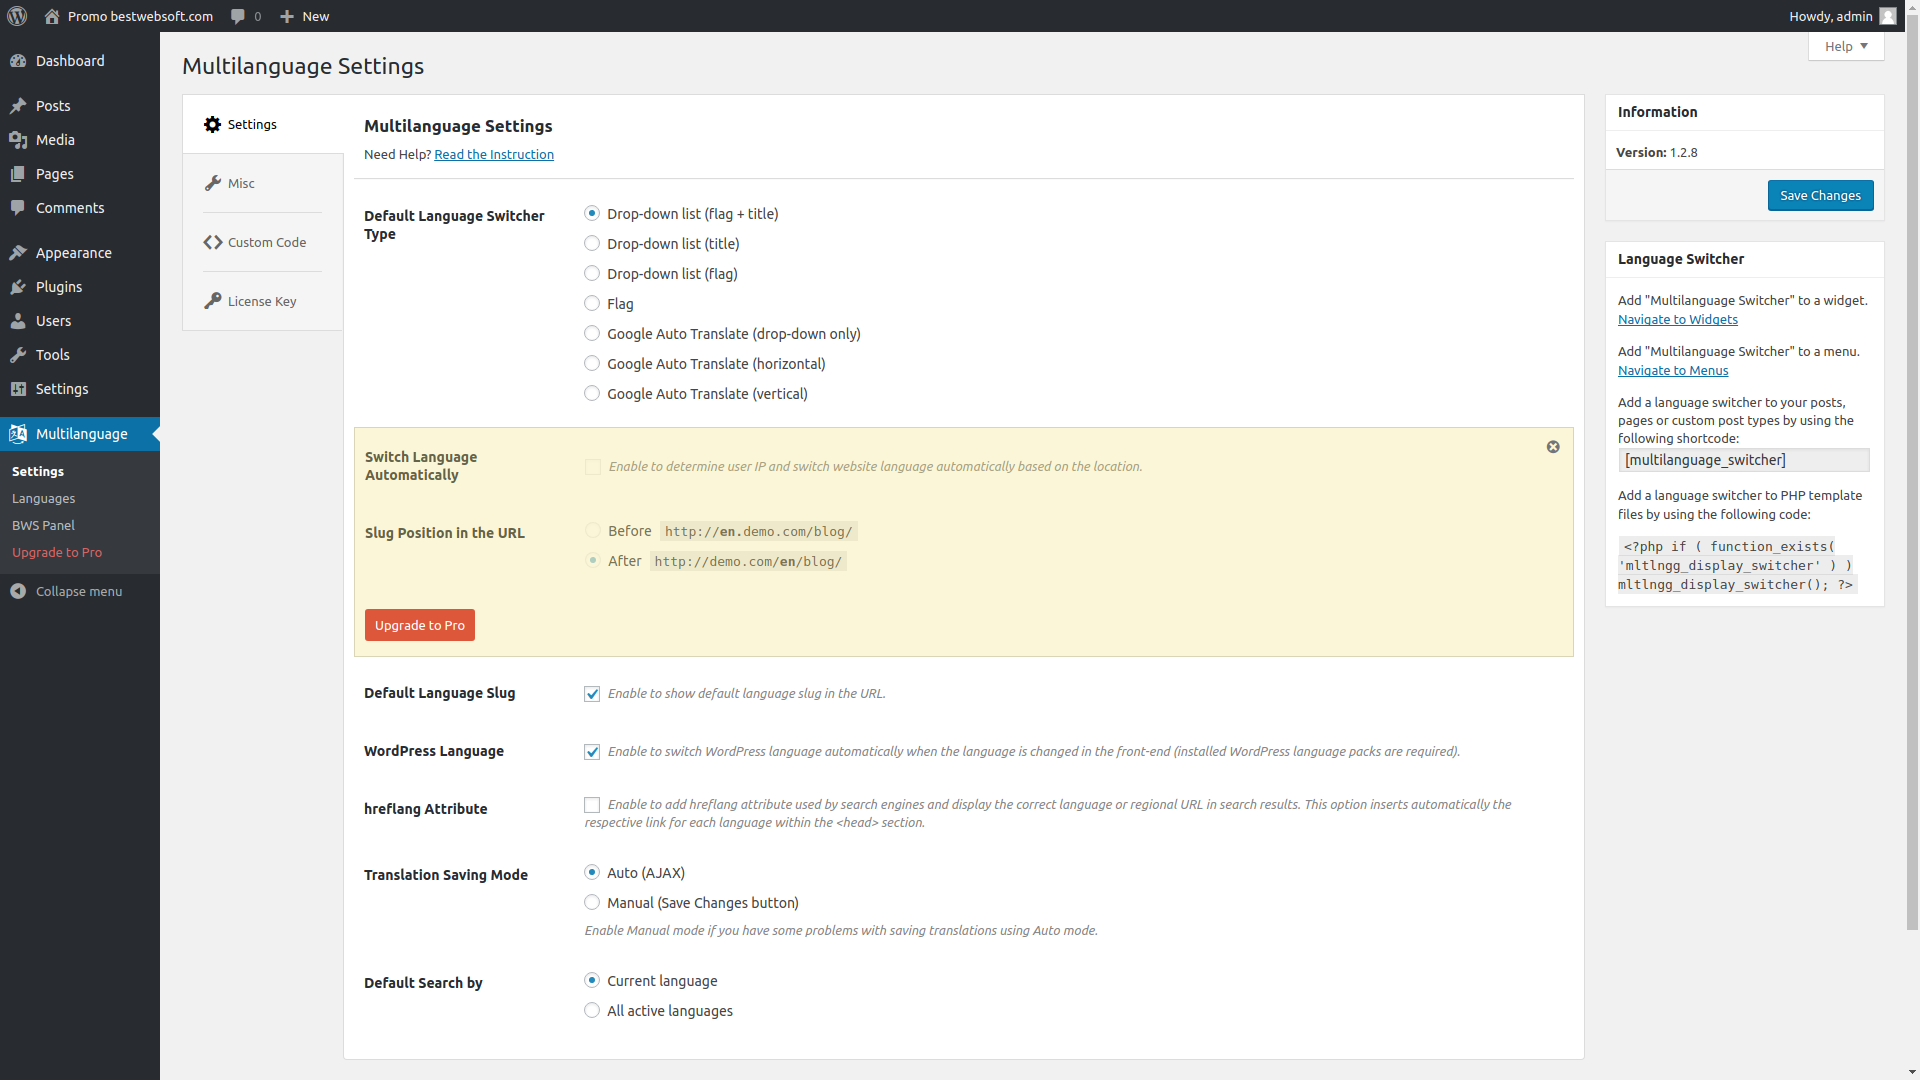 Promo bestwebsoft.com
0
New
Howdy, admin
Dashboard
Posts
Media
Pages
Comments
Appearance
Plugins
Users
Tools
Settings
Multilanguage
Settings
Languages
BWS Panel
Upgrade to Pro
Collapse menu
Help
Multilanguage Settings
Settings
Misc
Custom Code
License Key
Multilanguage Settings
Need Help? Read the Instruction
Default Language Switcher
Type
Drop-down list (flag + title)
Drop-down list (title)
Drop-down list (flag)
Flag
Google Auto Translate (drop-down only)
Google Auto Translate (horizontal)
Google Auto Translate (vertical)
Switch Language
Automatically
Enable to determine user IP and switch website language automatically based on the location.
Slug Position in the URL
Before http://en.demo.com/blog/
After http://demo.com/en/blog/
Upgrade to Pro
Default Language Slug
Enable to show default language slug in the URL.
WordPress Language
Enable to switch WordPress language automatically when the language is changed in the front-end (installed WordPress language packs are required).
hreflang Attribute
Enable to add hreflang attribute used by search engines and display the correct language or regional URL in search results. This option inserts automatically the
respective link for each language within the <head> section.
Translation Saving Mode
Auto (AJAX)
Manual (Save Changes button)
Enable Manual mode if you have some problems with saving translations using Auto mode.
Default Search by
Current language
All active languages
Information
Version: 1.2.8
Save Changes
Language Switcher
Add "Multilanguage Switcher" to a widget.
Navigate to Widgets
Add "Multilanguage Switcher" to a menu.
Navigate to Menus
Add a language switcher to your posts,
pages or custom post types by using the
following shortcode:
[multilanguage_switcher]
Add a language switcher to PHP template
files by using the following code:
<?php if ( function_exists(
'mltlngg_display_switcher' ) )
mltlngg_display_switcher(); ?>